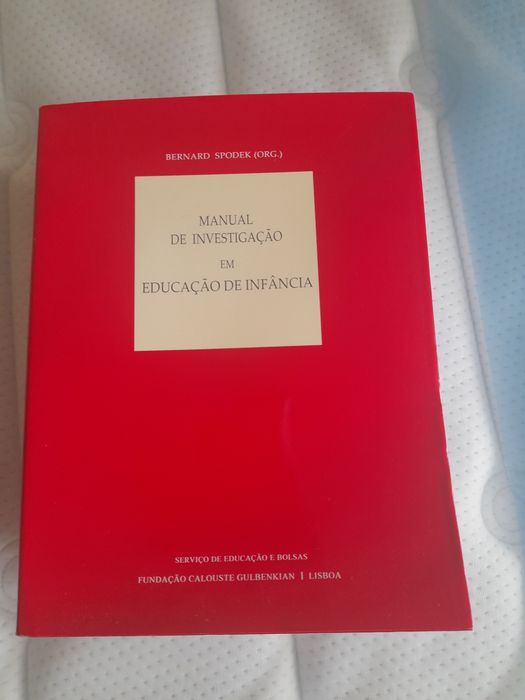 BERNARD SPODEK (ORG.)
MANUAL
DE INVESTIGAÇÃO
EM
EDUCAÇÃO DE INFÂNCIA
SERVIÇO DE EDUCAÇÃO E BOLSAS
FUNDAÇÃO CALOUSTE GULBENKIAN | LISBOA